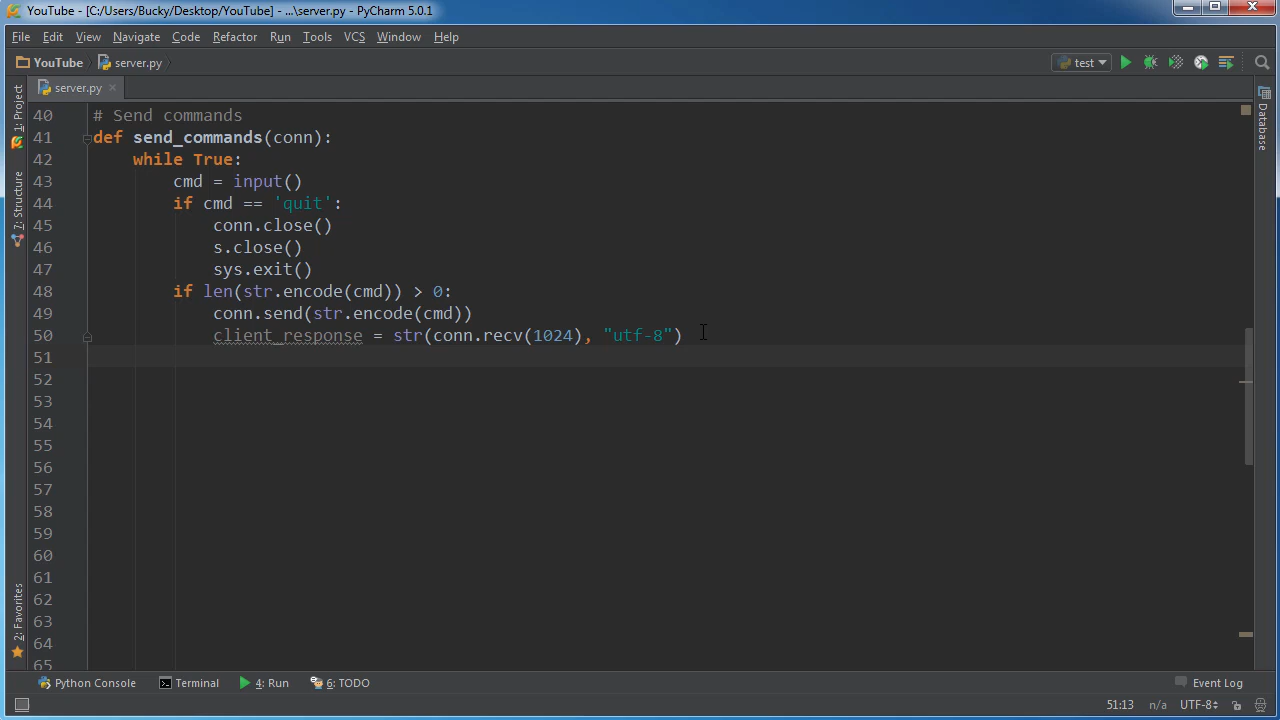 YouTube - [C:/Users/Bucky/Desktop/YouTube] - ...\server.py - PyCharm 5.0.1
File Edit View Navigate Code Refactor Run Tools VCS Window Help
YouTube server.py test
server.py
1: Project
7: Structure
2: Favorites
Database
40 # Send commands
41 def send_commands(conn):
42 while True:
43 cmd = input()
44 if cmd == 'quit':
45 conn.close()
46 s.close()
47 sys.exit()
48 if len(str.encode(cmd)) > 0:
49 conn.send(str.encode(cmd))
50 client_response = str(conn.recv(1024), "utf-8")
51
52
53
54
55
56
57
58
59
60
61
62
63
64
65
Python Console Terminal 4: Run 6: TODO Event Log
51:13 n/a UTF-8